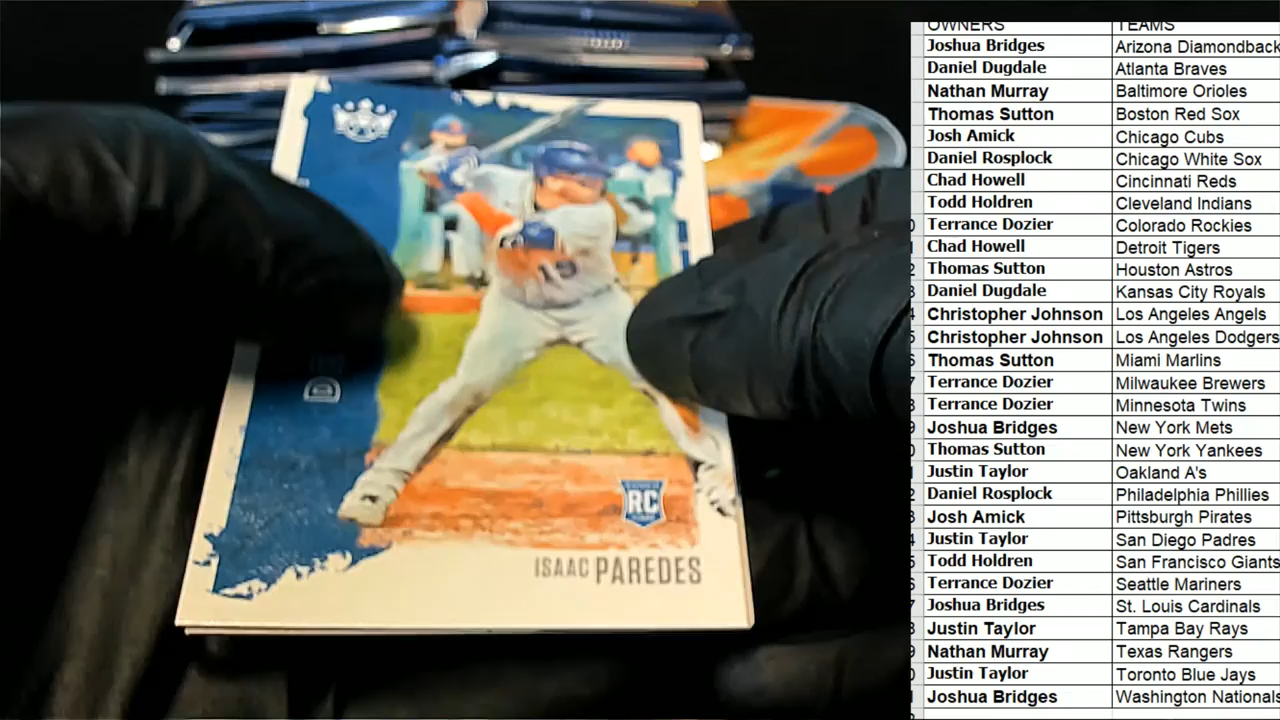 OWNERS TEAMS
Joshua Bridges Arizona Diamondback
Daniel Dugdale Atlanta Braves
Nathan Murray Baltimore Orioles
Thomas Sutton Boston Red Sox
Josh Amick Chicago Cubs
Daniel Rosplock Chicago White Sox
Chad Howell Cincinnati Reds
Todd Holdren Cleveland Indians
Terrance Dozier Colorado Rockies
Chad Howell Detroit Tigers
Thomas Sutton Houston Astros
Daniel Dugdale Kansas City Royals
Christopher Johnson Los Angeles Angels
Christopher Johnson Los Angeles Dodgers
Thomas Sutton Miami Marlins
Terrance Dozier Milwaukee Brewers
Terrance Dozier Minnesota Twins
Joshua Bridges New York Mets
Thomas Sutton New York Yankees
Justin Taylor Oakland A's
Daniel Rosplock Philadelphia Phillies
Josh Amick Pittsburgh Pirates
Justin Taylor San Diego Padres
Todd Holdren San Francisco Giants
Terrance Dozier Seattle Mariners
Joshua Bridges St. Louis Cardinals
Justin Taylor Tampa Bay Rays
Nathan Murray Texas Rangers
Justin Taylor Toronto Blue Jays
Joshua Bridges Washington Nationals
19
RC
ISAAC PAREDES